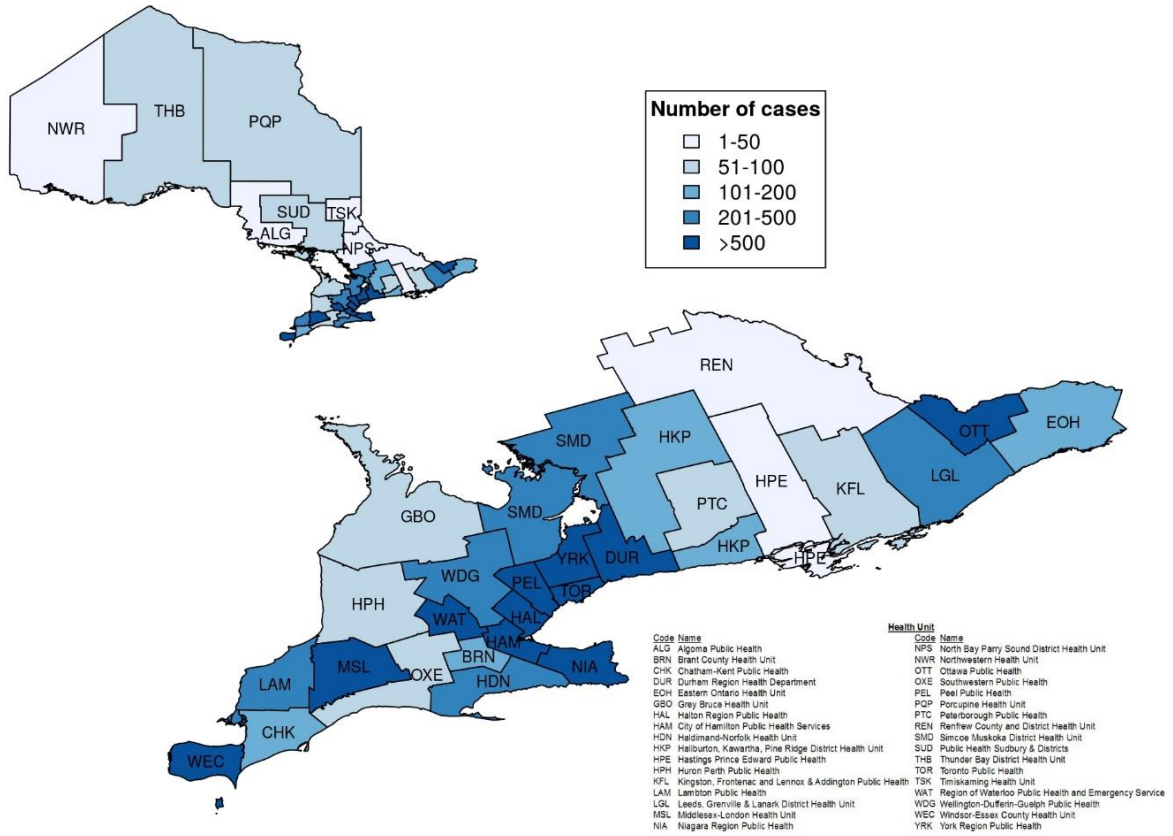 NWR
THB
PQP
SUD
TSK
ALG
NPS
Number of cases
1-50
51-100
101-200
201-500
>500
REN
SMD
HKP
OTT
EOH
HPE
KFL
LGL
PTC
GBO
SMD
HKP
HPE
YRK
DUR
WDG
PEL
TOR
HPH
WAT
HAL
HAM
MSL
OXE
BRN
NIA
LAM
HDN
CHK
WEC
Health Unit
Code Name
ALG Algoma Public Health
BRN Brant County Health Unit
CHK Chatham-Kent Public Health
DUR Durham Region Health Department
EOH Eastern Ontario Health Unit
GBO Grey Bruce Health Unit
HAL Halton Region Public Health
HAM City of Hamilton Public Health Services
HDN Haldimand-Norfolk Health Unit
HKP Haliburton, Kawartha, Pine Ridge District Health Unit
HPE Hastings Prince Edward Public Health
HPH Huron Perth Public Health
KFL Kingston, Frontenac and Lennox & Addington Public Health
LAM Lambton Public Health
LGL Leeds, Grenville & Lanark District Health Unit
MSL Middlesex-London Health Unit
NIA Niagara Region Public Health
Code Name
NPS North Bay Parry Sound District Health Unit
NWR Northwestern Health Unit
OTT Ottawa Public Health
OXE Southwestern Public Health
PEL Peel Public Health
PQP Porcupine Health Unit
PTC Peterborough Public Health
REN Renfrew County and District Health Unit
SMD Simcoe Muskoka District Health Unit
SUD Public Health Sudbury & Districts
THB Thunder Bay District Health Unit
TOR Toronto Public Health
TSK Timiskaming Health Unit
WAT Region of Waterloo Public Health and Emergency Service
WDG Wellington-Dufferin-Guelph Public Health
WEC Windsor-Essex County Health Unit
YRK York Region Public Health